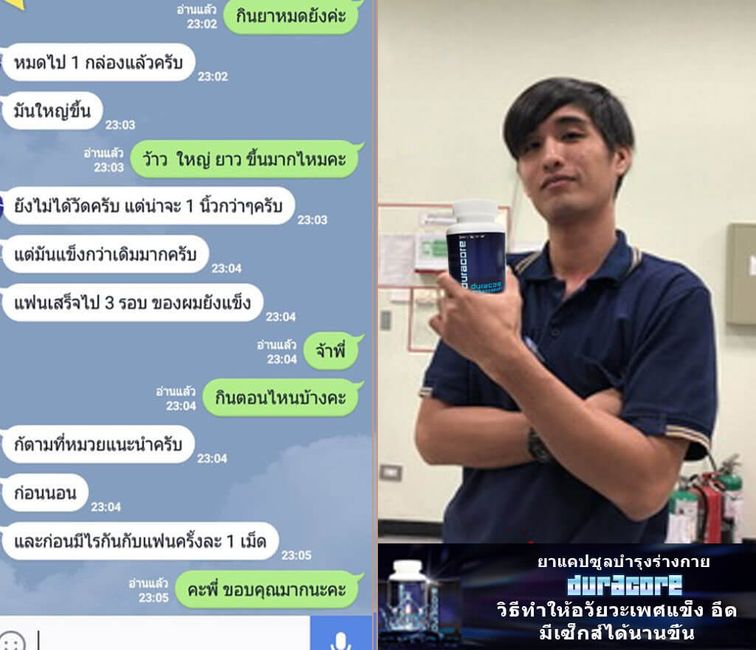 อ่านแล้ว
23:02
กินยาหมดยังค่ะ
หมดไป 1 กล่องแล้วครับ
23:02
มันใหญ่ขึ้น
23:03
อ่านแล้ว
23:03
ว้าว ใหญ่ ยาว ขึ้นมากไหมคะ
ยังไม่ได้วัดครับ แต่น่าจะ 1 นิ้วกว่าๆครับ
23:03
แต่มันแข็งกว่าเดิมมากครับ
23:04
แฟนเสร็จไป 3 รอบ ของผมยังแข็ง
23:04
อ่านแล้ว
23:04
จ้าพี่
อ่านแล้ว
23:04
กินตอนไหนบ้างคะ
ก้ตามที่หมวยแนะนำครับ
23:04
ก่อนนอน
23:04
และก่อนมีไรกันกับแฟนครั้งละ 1 เม็ด
23:05
อ่านแล้ว
23:05
คะพี่ ขอบคุณมากนะคะ
duracore
duracore
ยาแคปซูลบำรุงร่างกาย
duracore
วิธีทำให้อวัยวะเพศแข็ง อึด
มีเซ็กส์ได้นานขึ้น